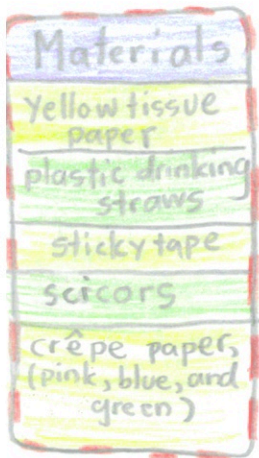 Materials
yellow tissue
paper
plastic drinking
straws
sticky tape
scicors
crêpe paper,
(pink, blue, and
green)